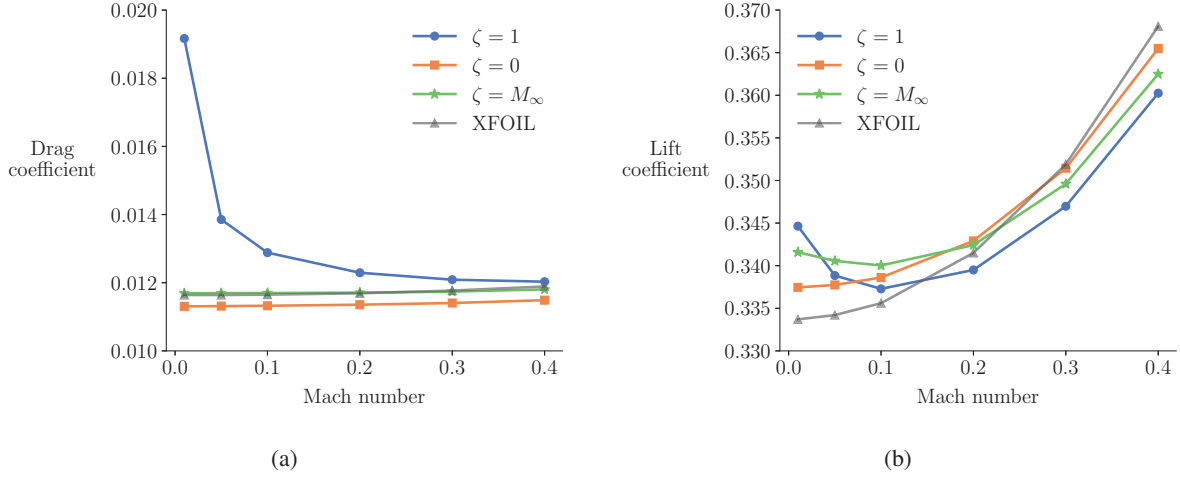 0.020
0.018
0.016
0.014
0.012
0.010
Drag
coefficient
0.0 0.1 0.2 0.3 0.4
Mach number
ζ = 1
ζ = 0
ζ = M∞
XFOIL
(a)
0.370
0.365
0.360
0.355
0.350
0.345
0.340
0.335
0.330
Lift
coefficient
0.0 0.1 0.2 0.3 0.4
Mach number
ζ = 1
ζ = 0
ζ = M∞
XFOIL
(b)